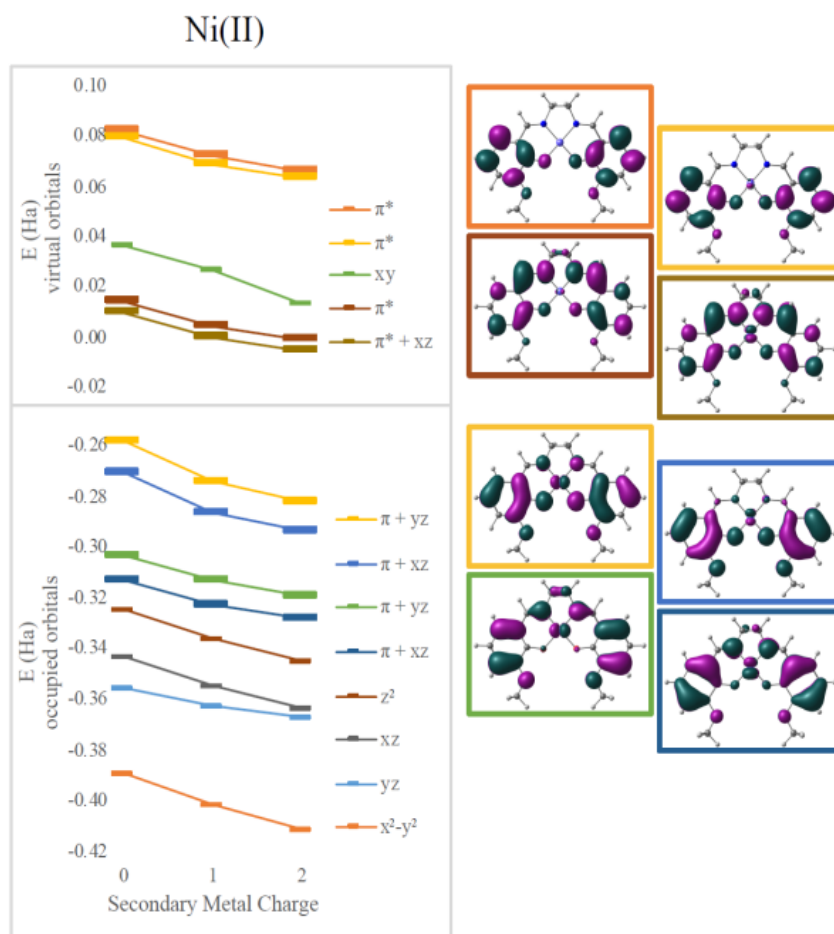 Ni(II)
0.10
0.08
0.06
0.04
0.02
0.00
-0.02
E (Ha)
virtual orbitals
π*
π*
xy
π*
π* + xz
-0.26
-0.28
-0.30
-0.32
-0.34
-0.36
-0.38
-0.40
-0.42
E (Ha)
occupied orbitals
π + yz
π + xz
π + yz
π + xz
z²
xz
yz
x²-y²
0 1 2
Secondary Metal Charge